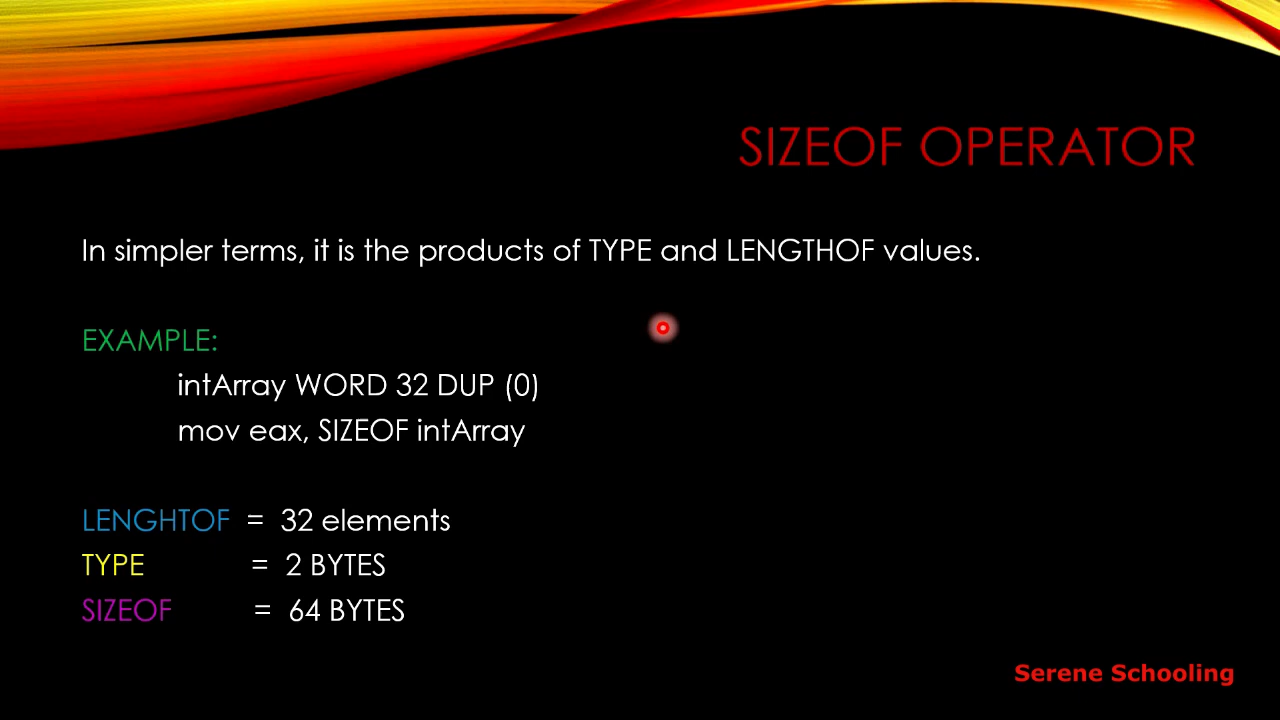 SIZEOF OPERATOR
In simpler terms, it is the products of TYPE and LENGTHOF values.
EXAMPLE:
intArray WORD 32 DUP (0)
mov eax, SIZEOF intArray
LENGHTOF = 32 elements
TYPE = 2 BYTES
SIZEOF = 64 BYTES
Serene Schooling